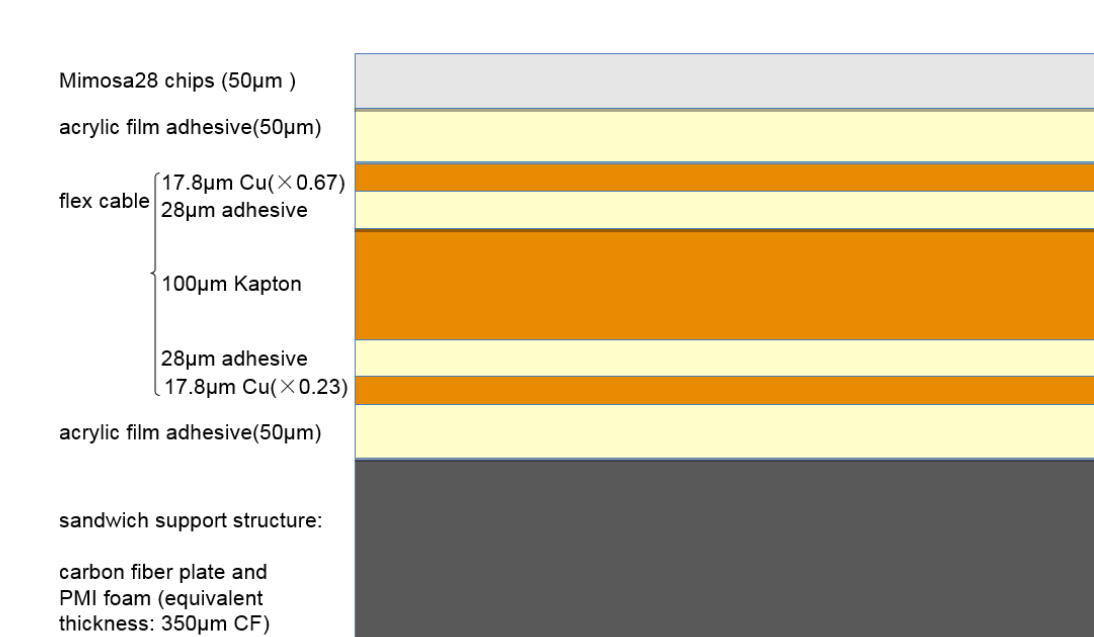 Mimosa28 chips (50μm )
acrylic film adhesive(50μm)
17.8μm Cu(×0.67)
flex cable
28μm adhesive
100μm Kapton
28μm adhesive
17.8μm Cu(×0.23)
acrylic film adhesive(50μm)
sandwich support structure:
carbon fiber plate and
PMI foam (equivalent
thickness: 350μm CF)